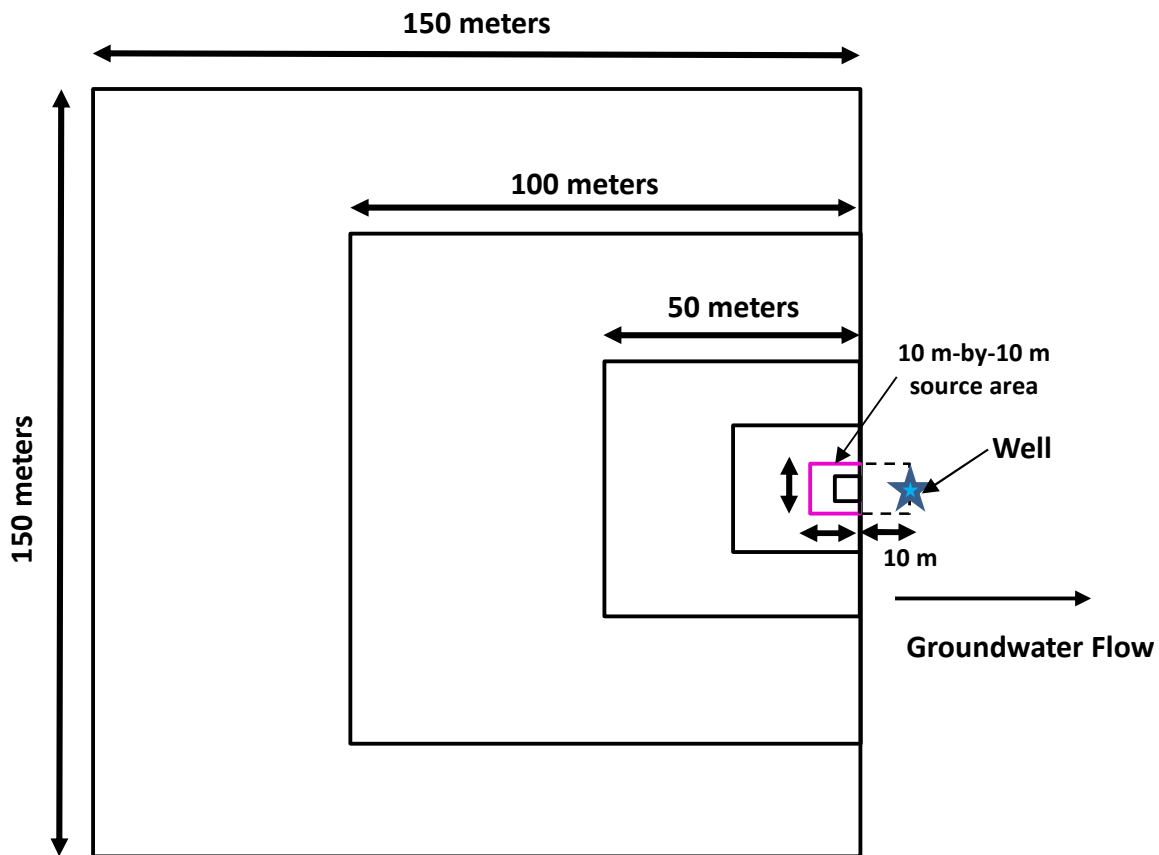 150 meters
100 meters
50 meters
10 m-by-10 m
source area
Well
150 meters
10 m
Groundwater Flow